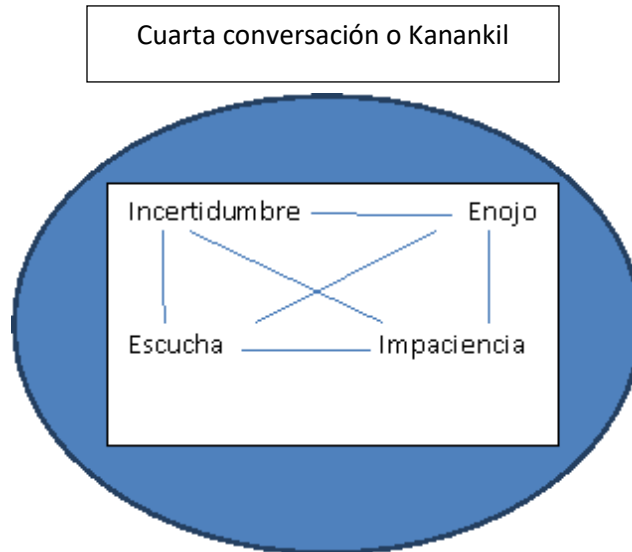 Cuarta conversación o Kanankil
Incertidumbre Enojo
Escucha Impaciencia